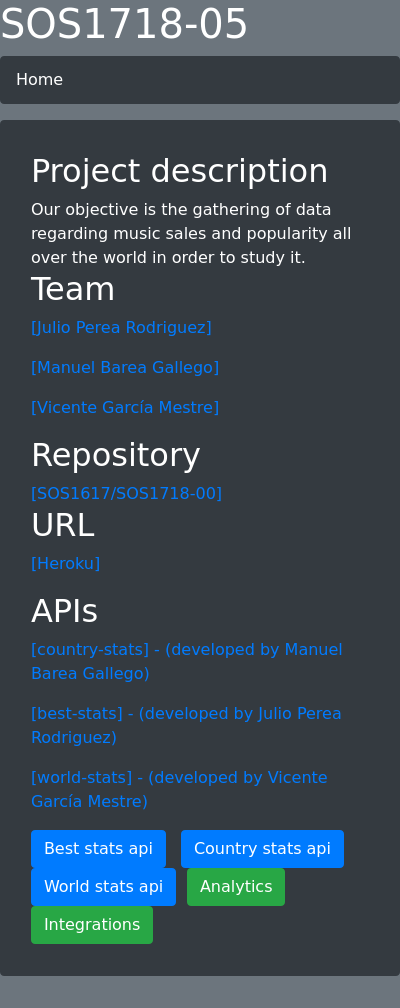 SOS1718-05
Home
Project description
Our objective is the gathering of data
regarding music sales and popularity all
over the world in order to study it.
Team
[Julio Perea Rodriguez]
[Manuel Barea Gallego]
[Vicente García Mestre]
Repository
[SOS1617/SOS1718-00]
URL
[Heroku]
APIs
[country-stats] - (developed by Manuel
Barea Gallego)
[best-stats] - (developed by Julio Perea
Rodriguez)
[world-stats] - (developed by Vicente
García Mestre)
Best stats api Country stats api
World stats api Analytics
Integrations